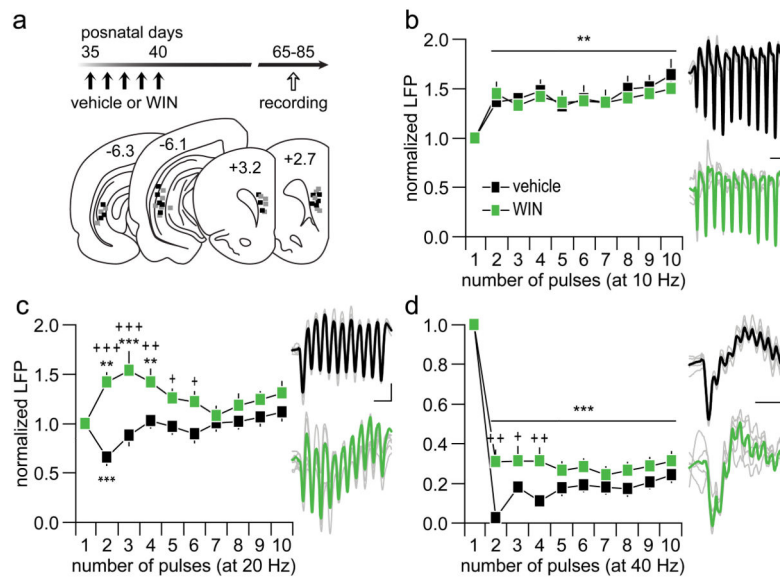 a
posnatal days
35 40 65-85
vehicle or WIN recording
-6.3 -6.1 +3.2 +2.7
b
normalized LFP
2.0
1.5
1.0
0.5
0.0
**
vehicle
WIN
1 2 3 4 5 6 7 8 9 10
number of pulses (at 10 Hz)
c
normalized LFP
2.0
1.5
1.0
0.5
0.0
+++ +++ ++
** *** ** + +
***
1 2 3 4 5 6 7 8 9 10
number of pulses (at 20 Hz)
d
normalized LFP
1.0
0.8
0.6
0.4
0.2
0.0
***
++ + ++
1 2 3 4 5 6 7 8 9 10
number of pulses (at 40 Hz)